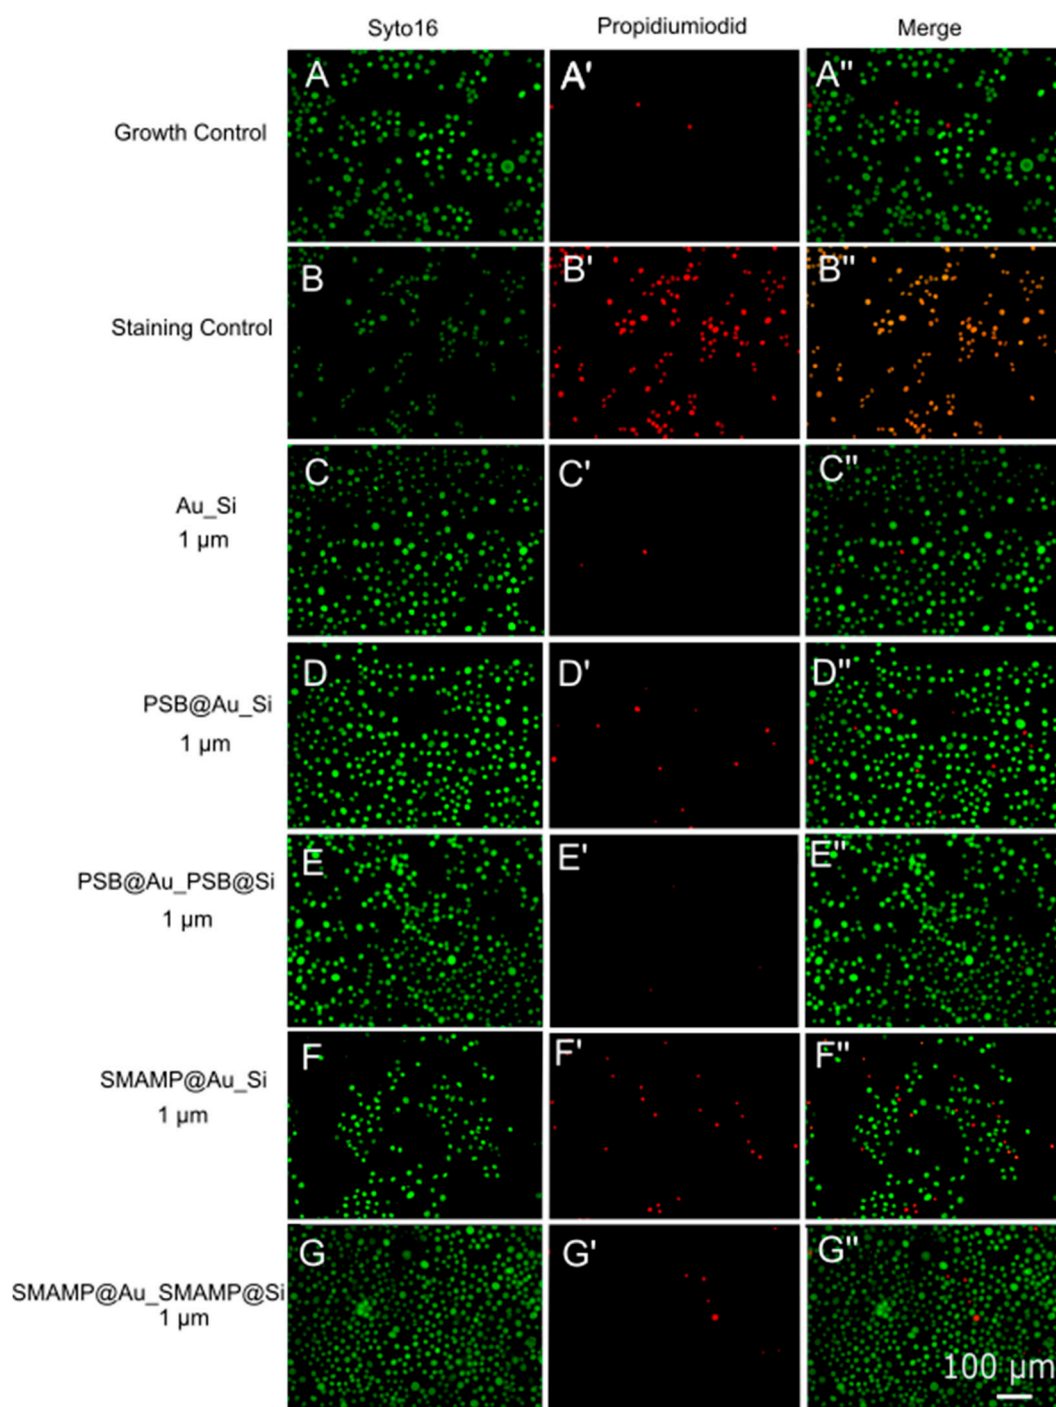 Syto16 Propidiumiodid Merge
Growth Control A A' A"
Staining Control B B' B"
Au_Si C C' C"
1 µm
PSB@Au_Si D D' D"
1 µm
PSB@Au_PSB@Si E E' E"
1 µm
SMAMP@Au_Si F F' F"
1 µm
SMAMP@Au_SMAMP@Si G G' G"
1 µm
100 µm